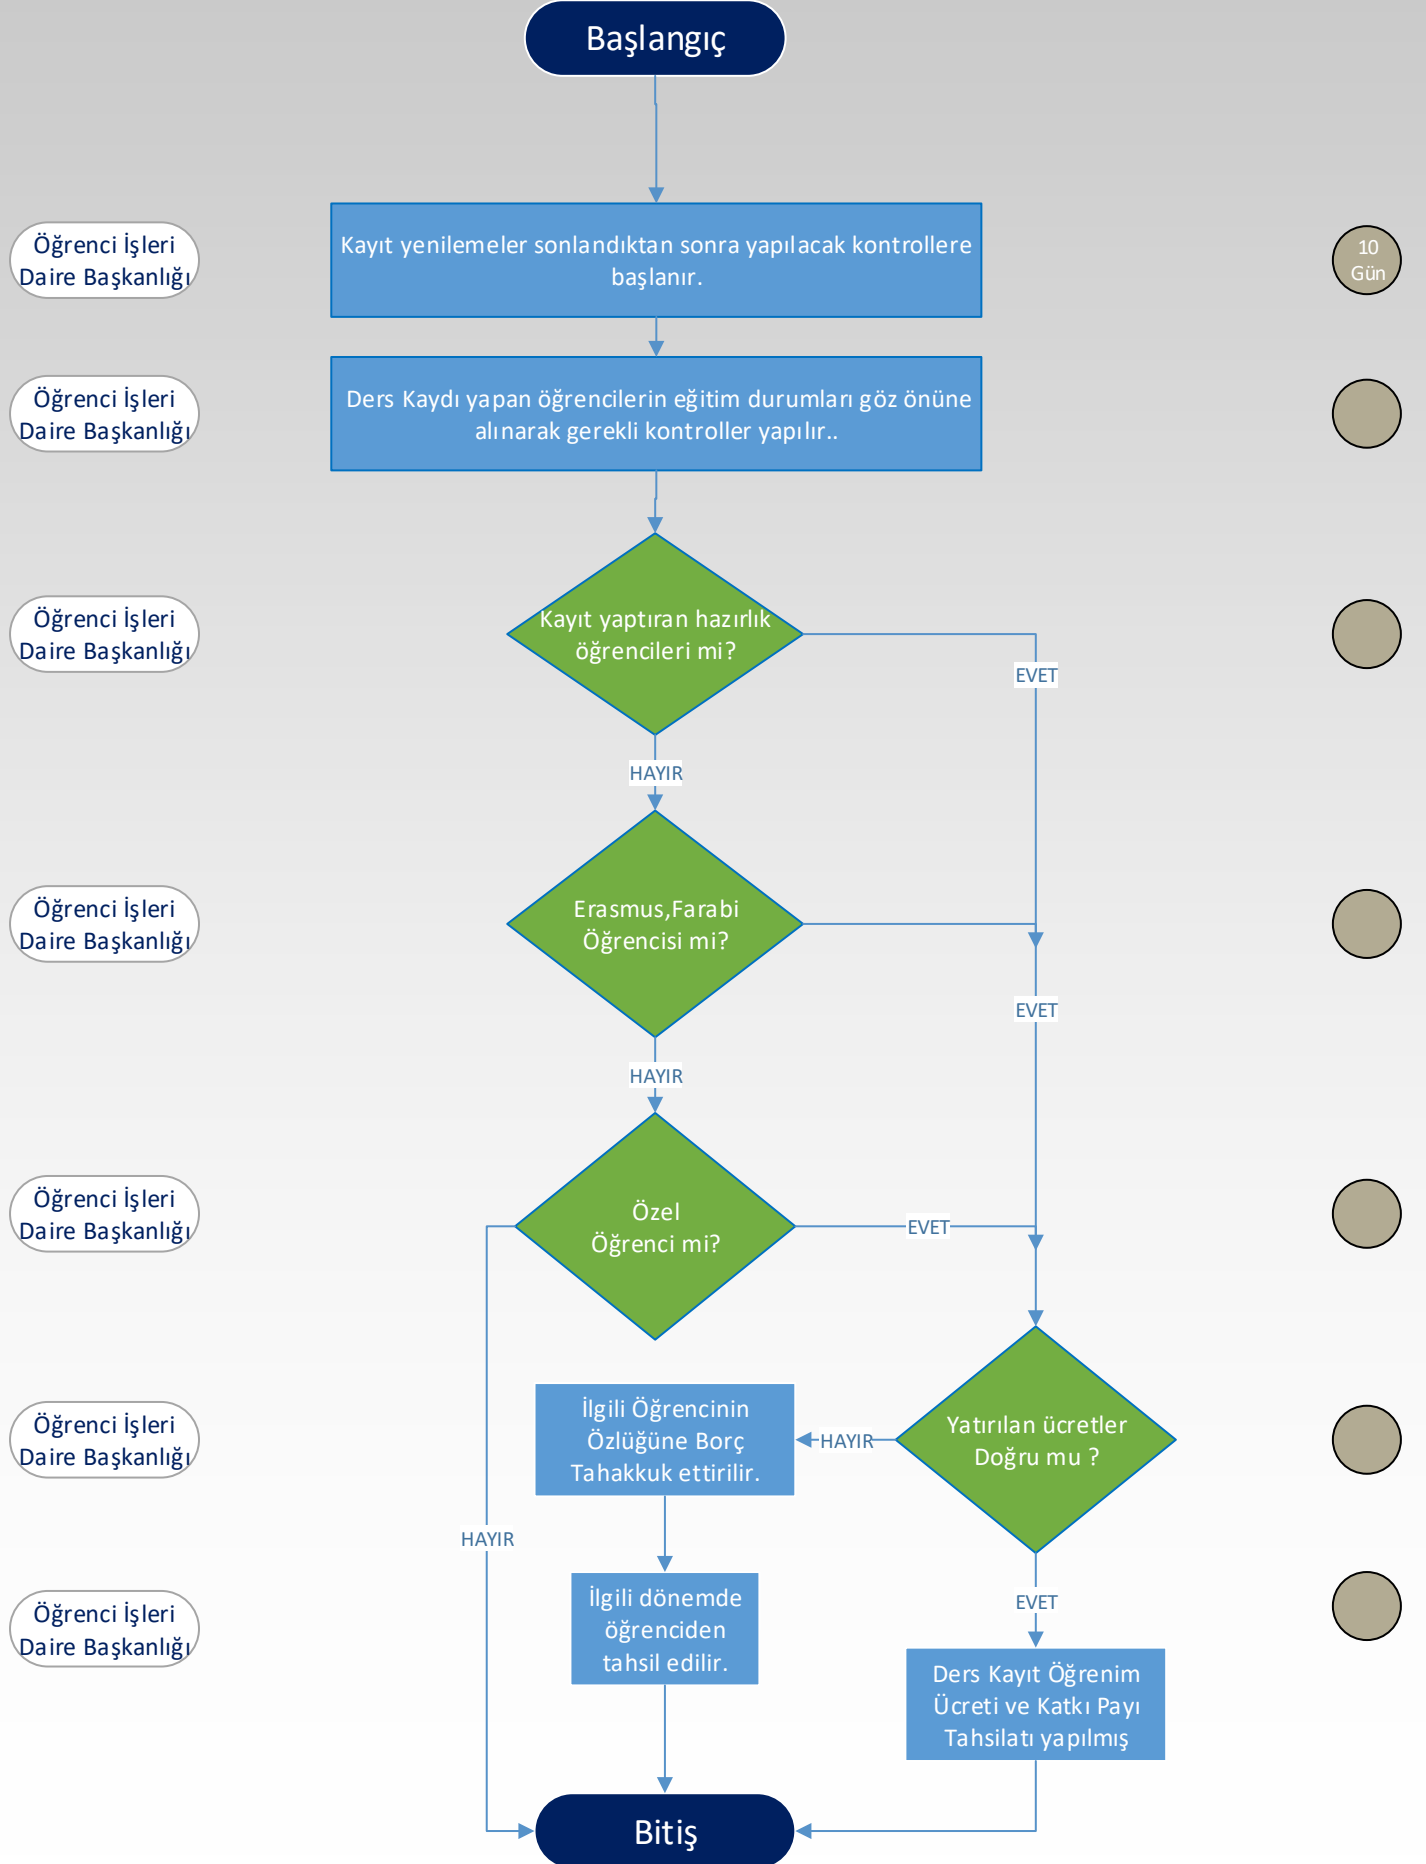 Başlangıç
Öğrenci İşleri
Daire Başkanlığı
Kayıt yenilemeler sonlandıktan sonra yapılacak kontrollere
başlanır.
10
Gün
Öğrenci İşleri
Daire Başkanlığı
Ders Kaydı yapan öğrencilerin eğitim durumları göz önüne
alınarak gerekli kontroller yapılır..
Öğrenci İşleri
Daire Başkanlığı
Kayıt yaptıran hazırlık
öğrencileri mi?
EVET
HAYIR
Öğrenci İşleri
Daire Başkanlığı
Erasmus,Farabi
Öğrencisi mi?
EVET
HAYIR
Öğrenci İşleri
Daire Başkanlığı
Özel
Öğrenci mi?
EVET
Öğrenci İşleri
Daire Başkanlığı
İlgili Öğrencinin
Özlüğüne Borç
Tahakkuk ettirilir.
HAYIR
Yatırılan ücretler
Doğru mu ?
HAYIR
Öğrenci İşleri
Daire Başkanlığı
İlgili dönemde
öğrenciden
tahsil edilir.
EVET
Ders Kayıt Öğrenim
Ücreti ve Katkı Payı
Tahsilatı yapılmış
Bitiş